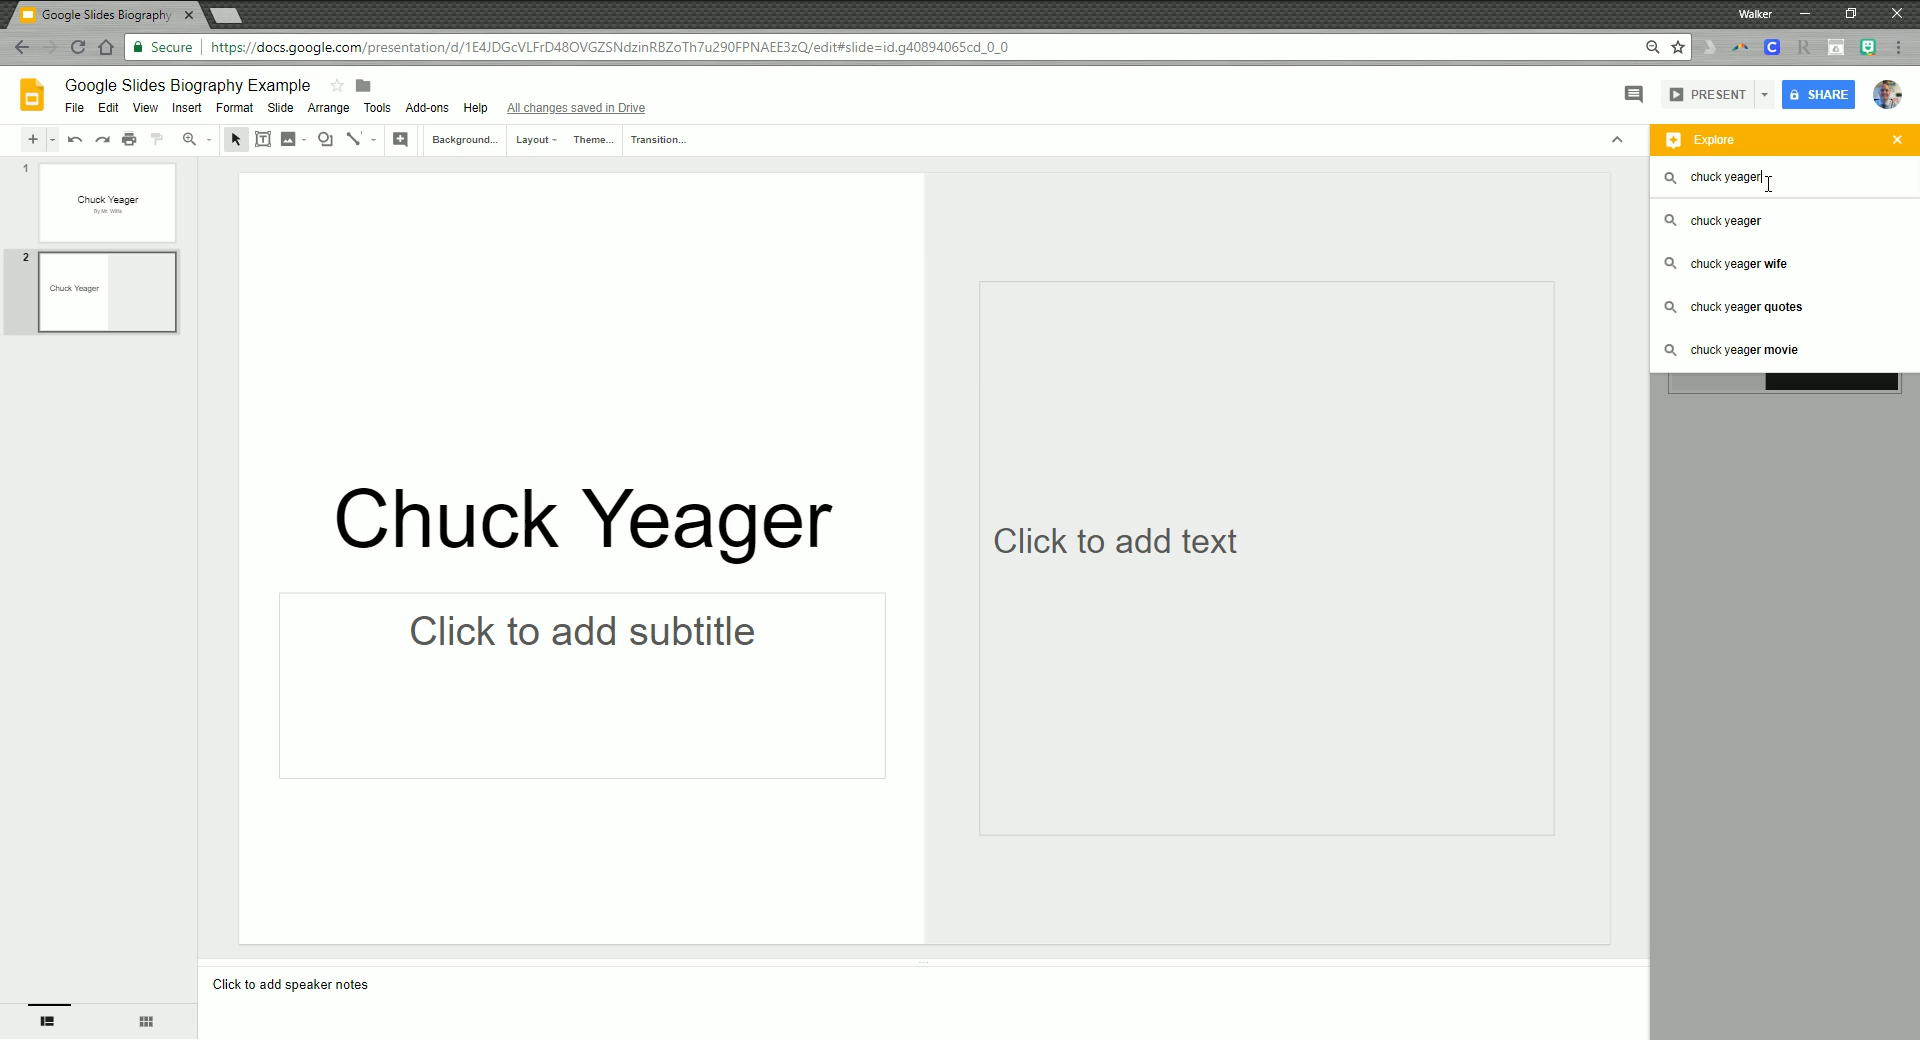 Google Slides Biography
Walker
Secure
https://docs.google.com/presentation/d/1E4JDGcVLFrD48OVGZSNdzinRBZoTh7u290FPNAEE3zQ/edit#slide=id.g40894065cd_0_0
Google Slides Biography Example
File Edit View Insert Format Slide Arrange Tools Add-ons Help All changes saved in Drive
PRESENT
SHARE
Background... Layout Theme... Transition...
Explore
chuck yeager
chuck yeager
chuck yeager wife
chuck yeager quotes
chuck yeager movie
1
Chuck Yeager
By Mr. Willis
2
Chuck Yeager
Chuck Yeager
Click to add subtitle
Click to add text
Click to add speaker notes